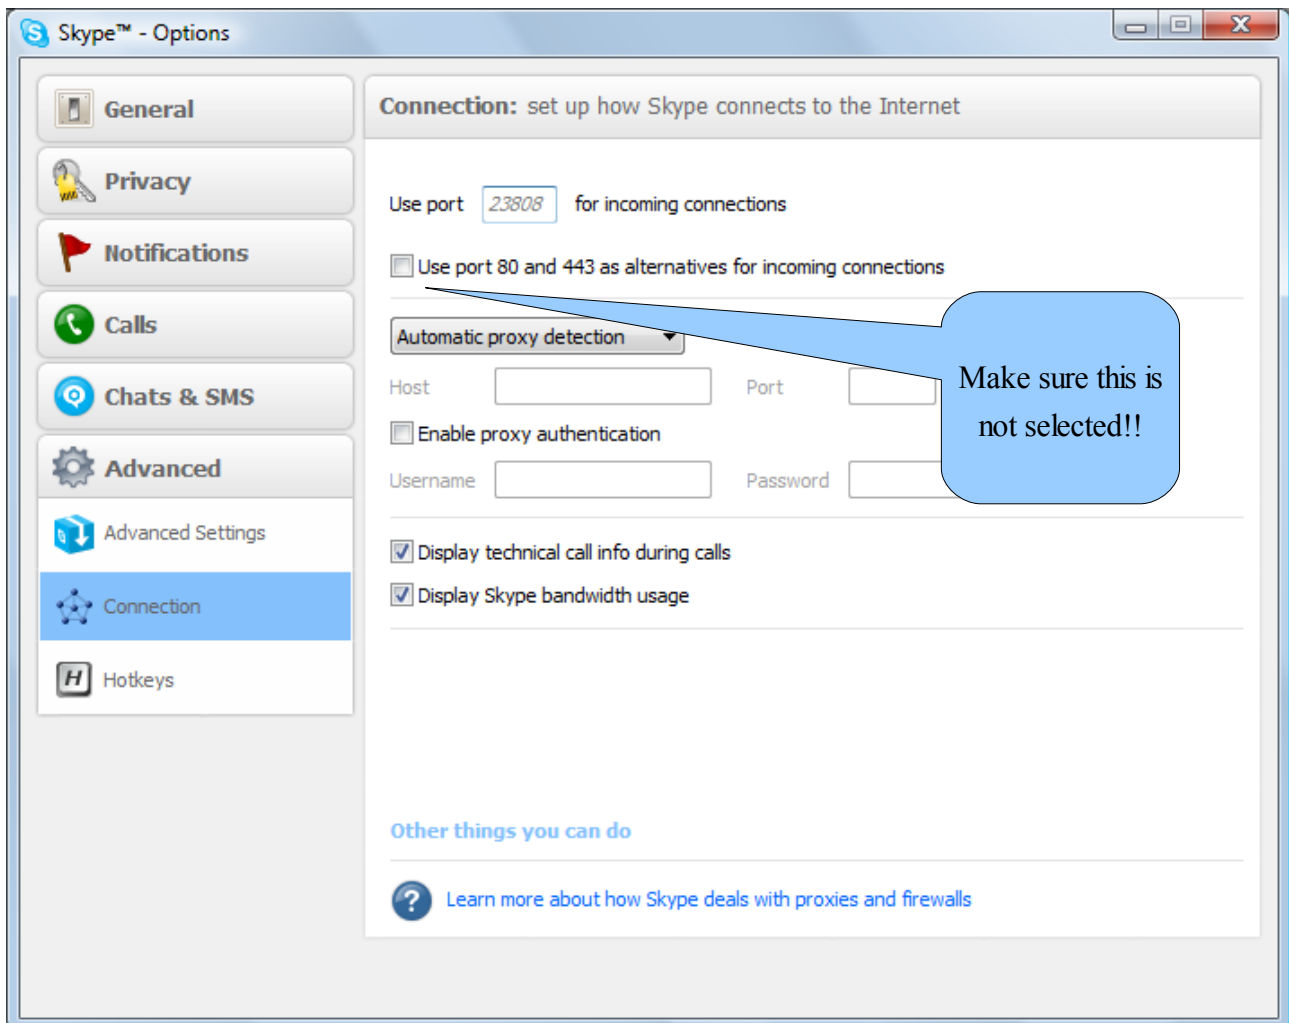 Skype™ - Options
General
Privacy
Notifications
Calls
Chats & SMS
Advanced
Advanced Settings
Connection
H Hotkeys
Connection: set up how Skype connects to the Internet
Use port 23808 for incoming connections
Use port 80 and 443 as alternatives for incoming connections
Automatic proxy detection
Host Port
Enable proxy authentication
Username Password
Make sure this is
not selected!!
Display technical call info during calls
Display Skype bandwidth usage
Other things you can do
? Learn more about how Skype deals with proxies and firewalls